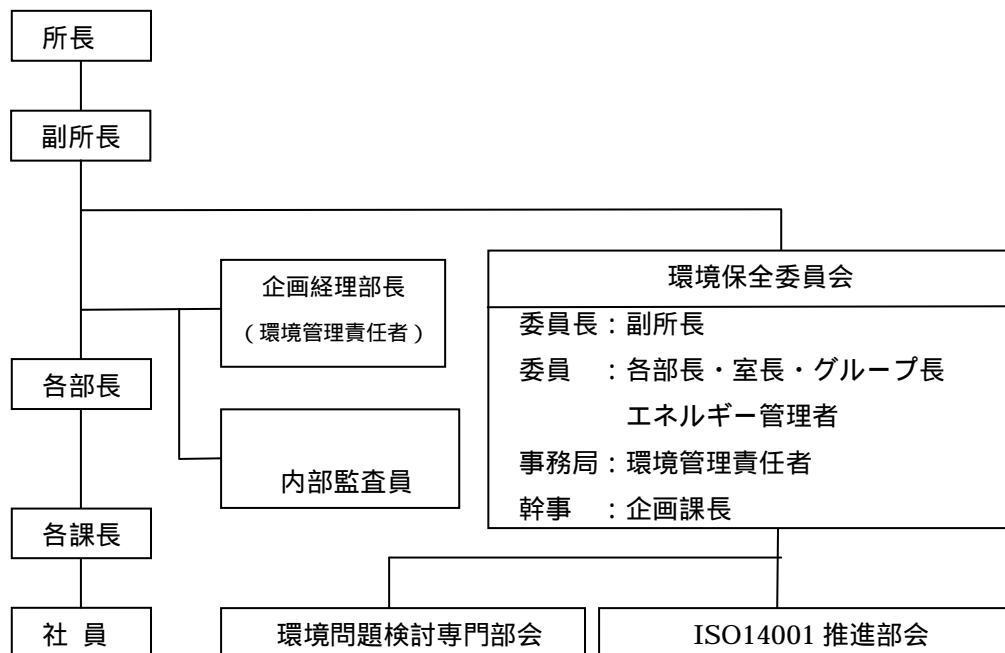 所長
副所長
企画経理部長
（環境管理責任者）
内部監査員
各部長
各課長
社 員
環境保全委員会
委員長：副所長
委員　：各部長・室長・グループ長
エネルギー管理者
事務局：環境管理責任者
幹事　：企画課長
環境問題検討専門部会
ISO14001 推進部会